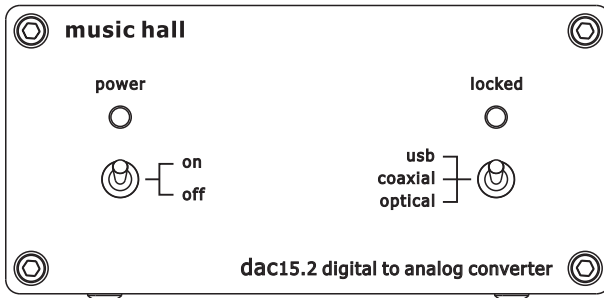 music hall
power
locked
on
off
usb
coaxial
optical
dac15.2 digital to analog converter